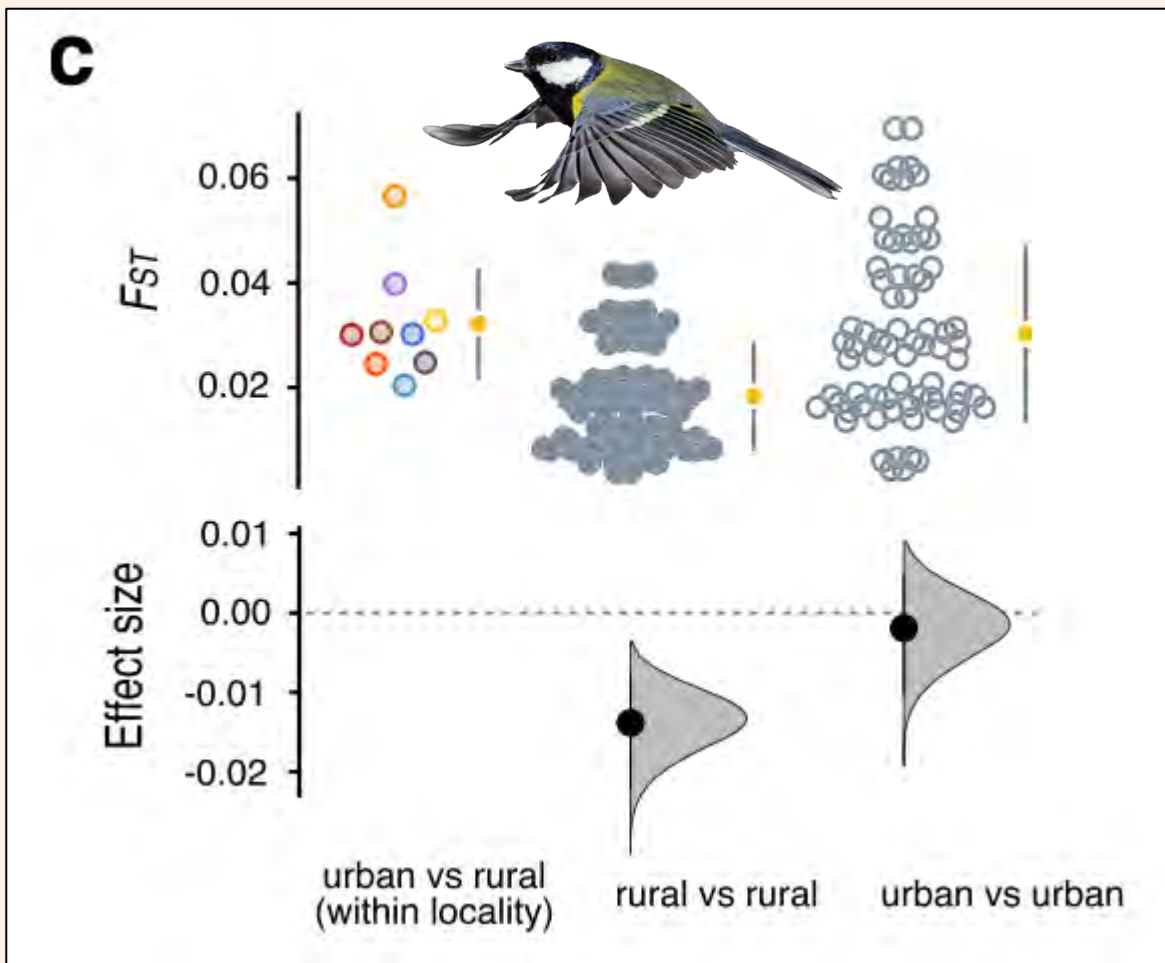 C
FST
0.06
0.04
0.02
Effect size
0.01
0.00
-0.01
-0.02
urban vs rural
(within locality)
rural vs rural
urban vs urban